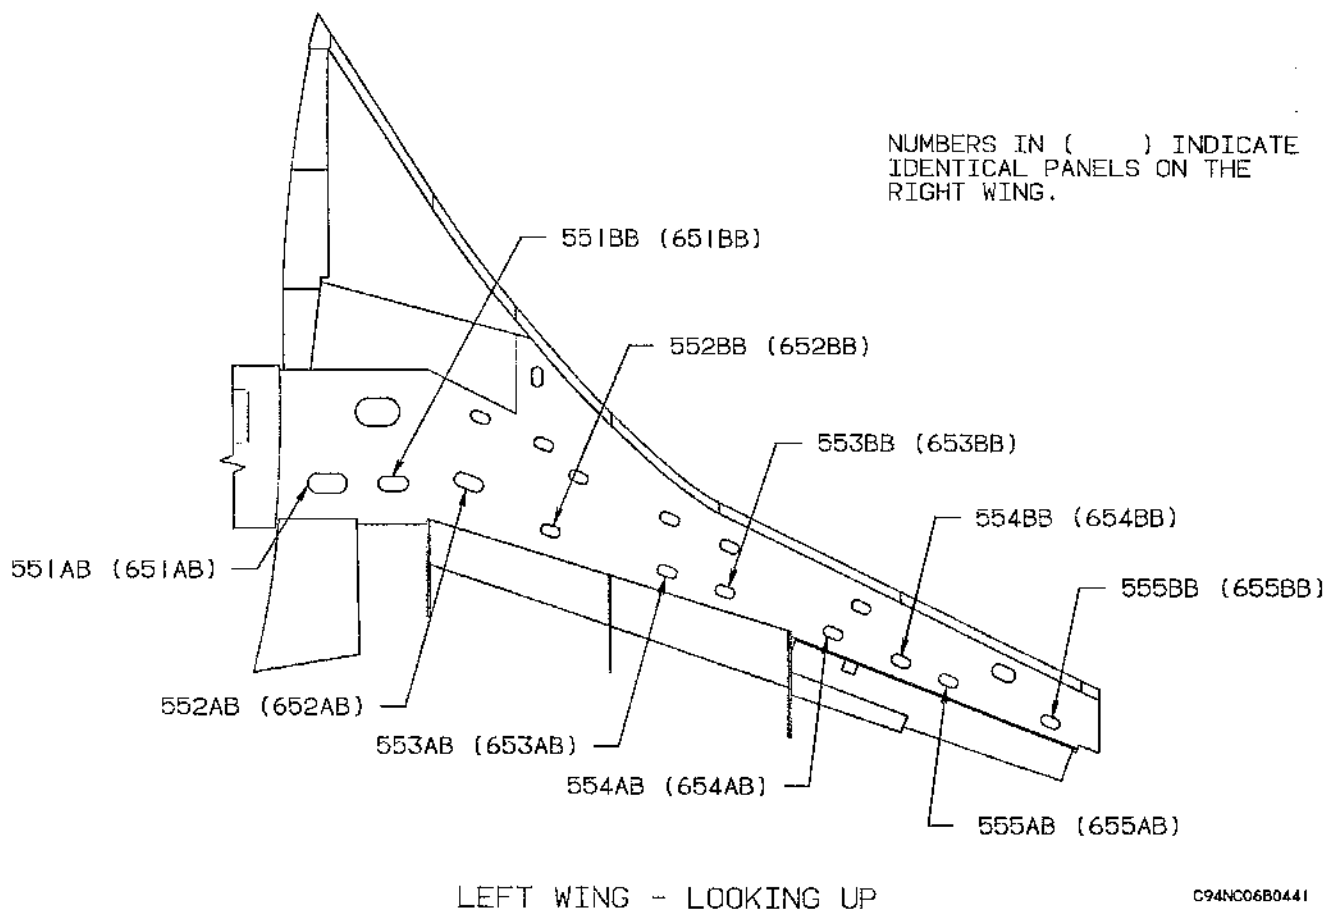 NUMBERS IN (    ) INDICATE
IDENTICAL PANELS ON THE
RIGHT WING.
551BB (651BB)
552BB (652BB)
553BB (653BB)
554BB (654BB)
551AB (651AB)
555BB (655BB)
552AB (652AB)
553AB (653AB)
554AB (654AB)
555AB (655AB)
LEFT WING - LOOKING UP
C94NC06B0441